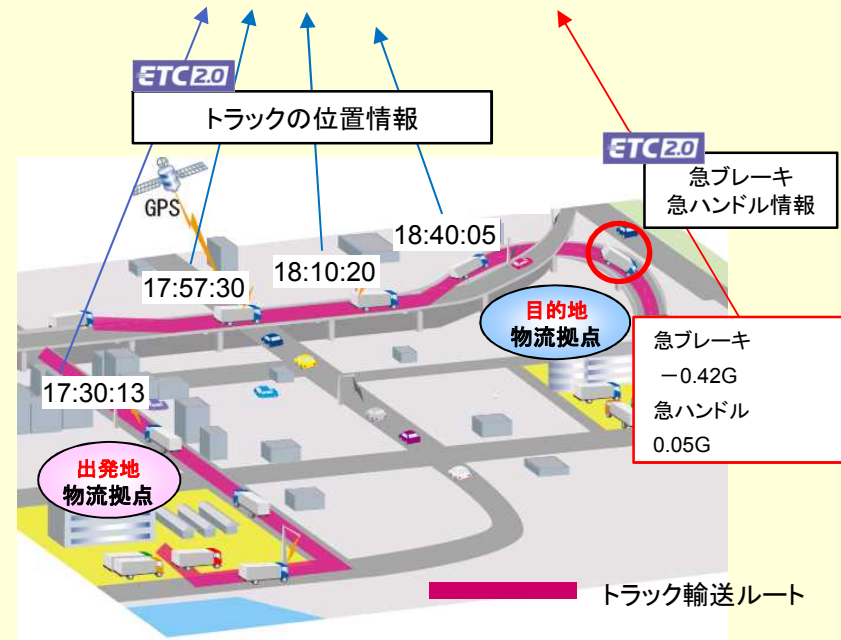 ETC2.0
トラックの位置情報
ETC2.0
急ブレーキ
急ハンドル情報
GPS
18:40:05
18:10:20
17:57:30
目的地
物流拠点
急ブレーキ
－0.42G
急ハンドル
0.05G
17:30:13
出発地
物流拠点
トラック輸送ルート